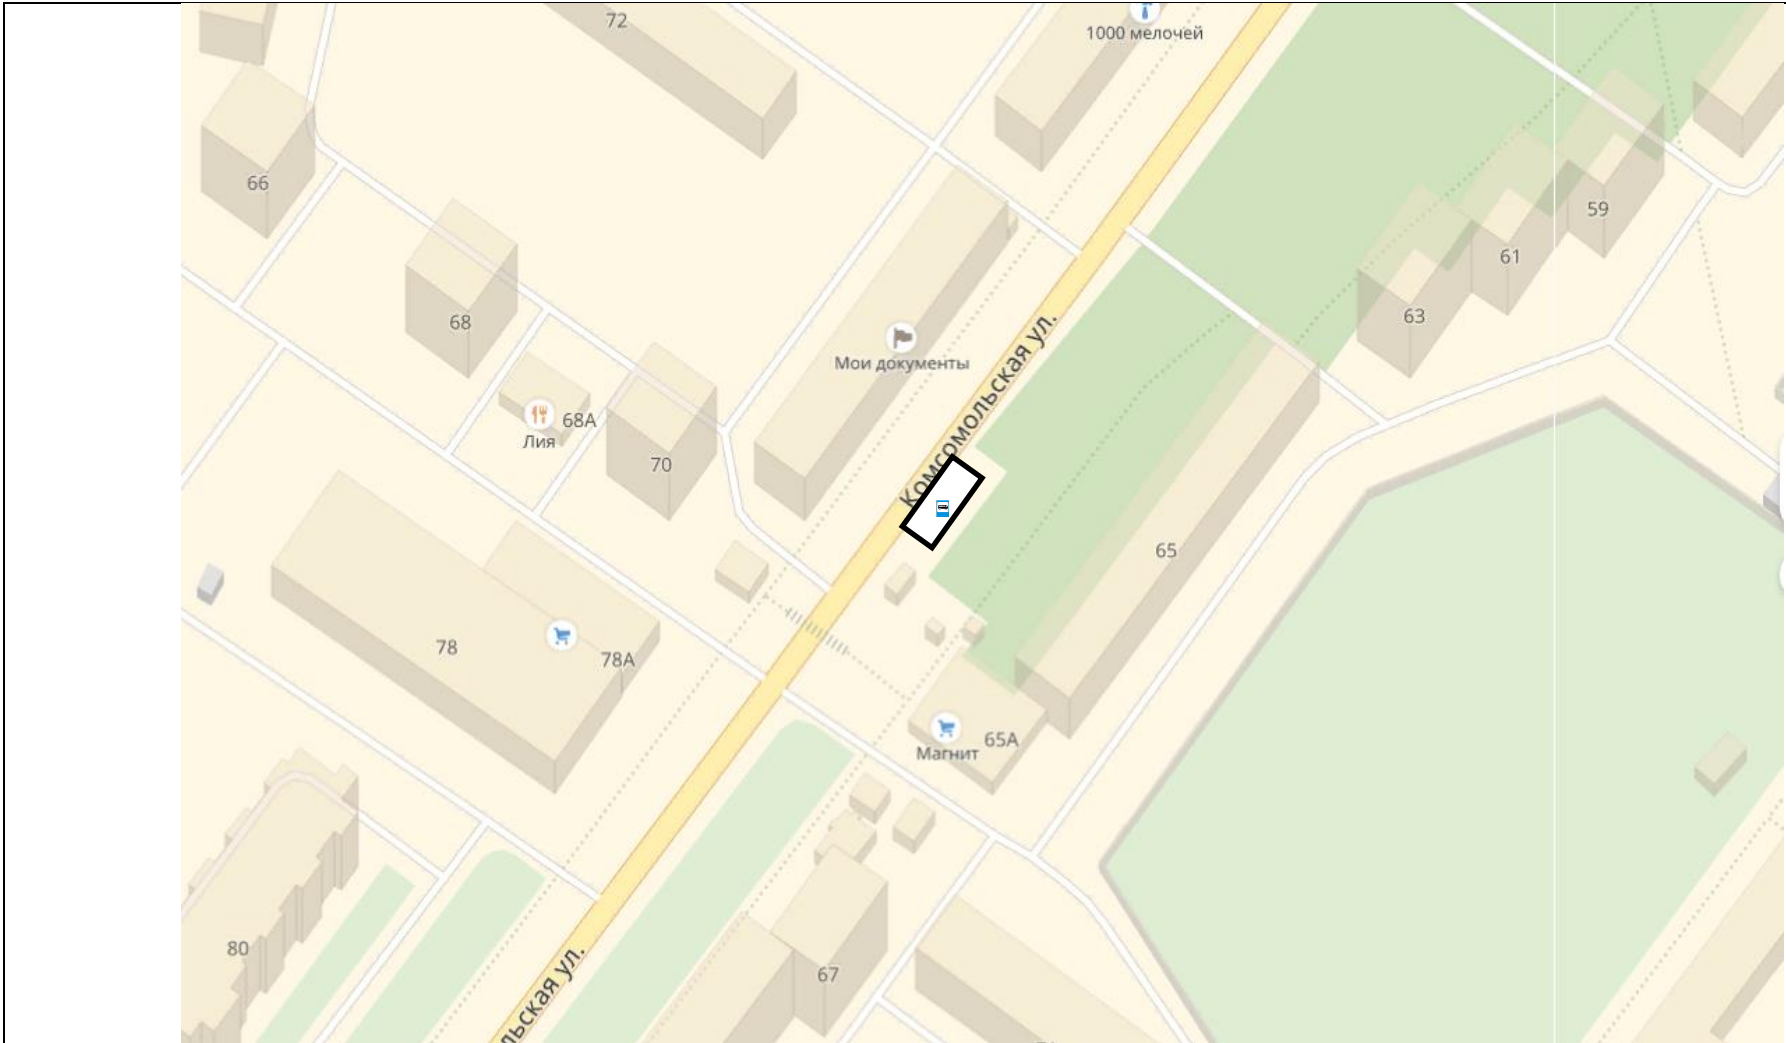 72
1000 мелочей
66
59
61
68
63
Мои документы
Комсомольская ул.
68А
Лия
70
65
78
78А
65А
Магнит
80
67
льская ул.